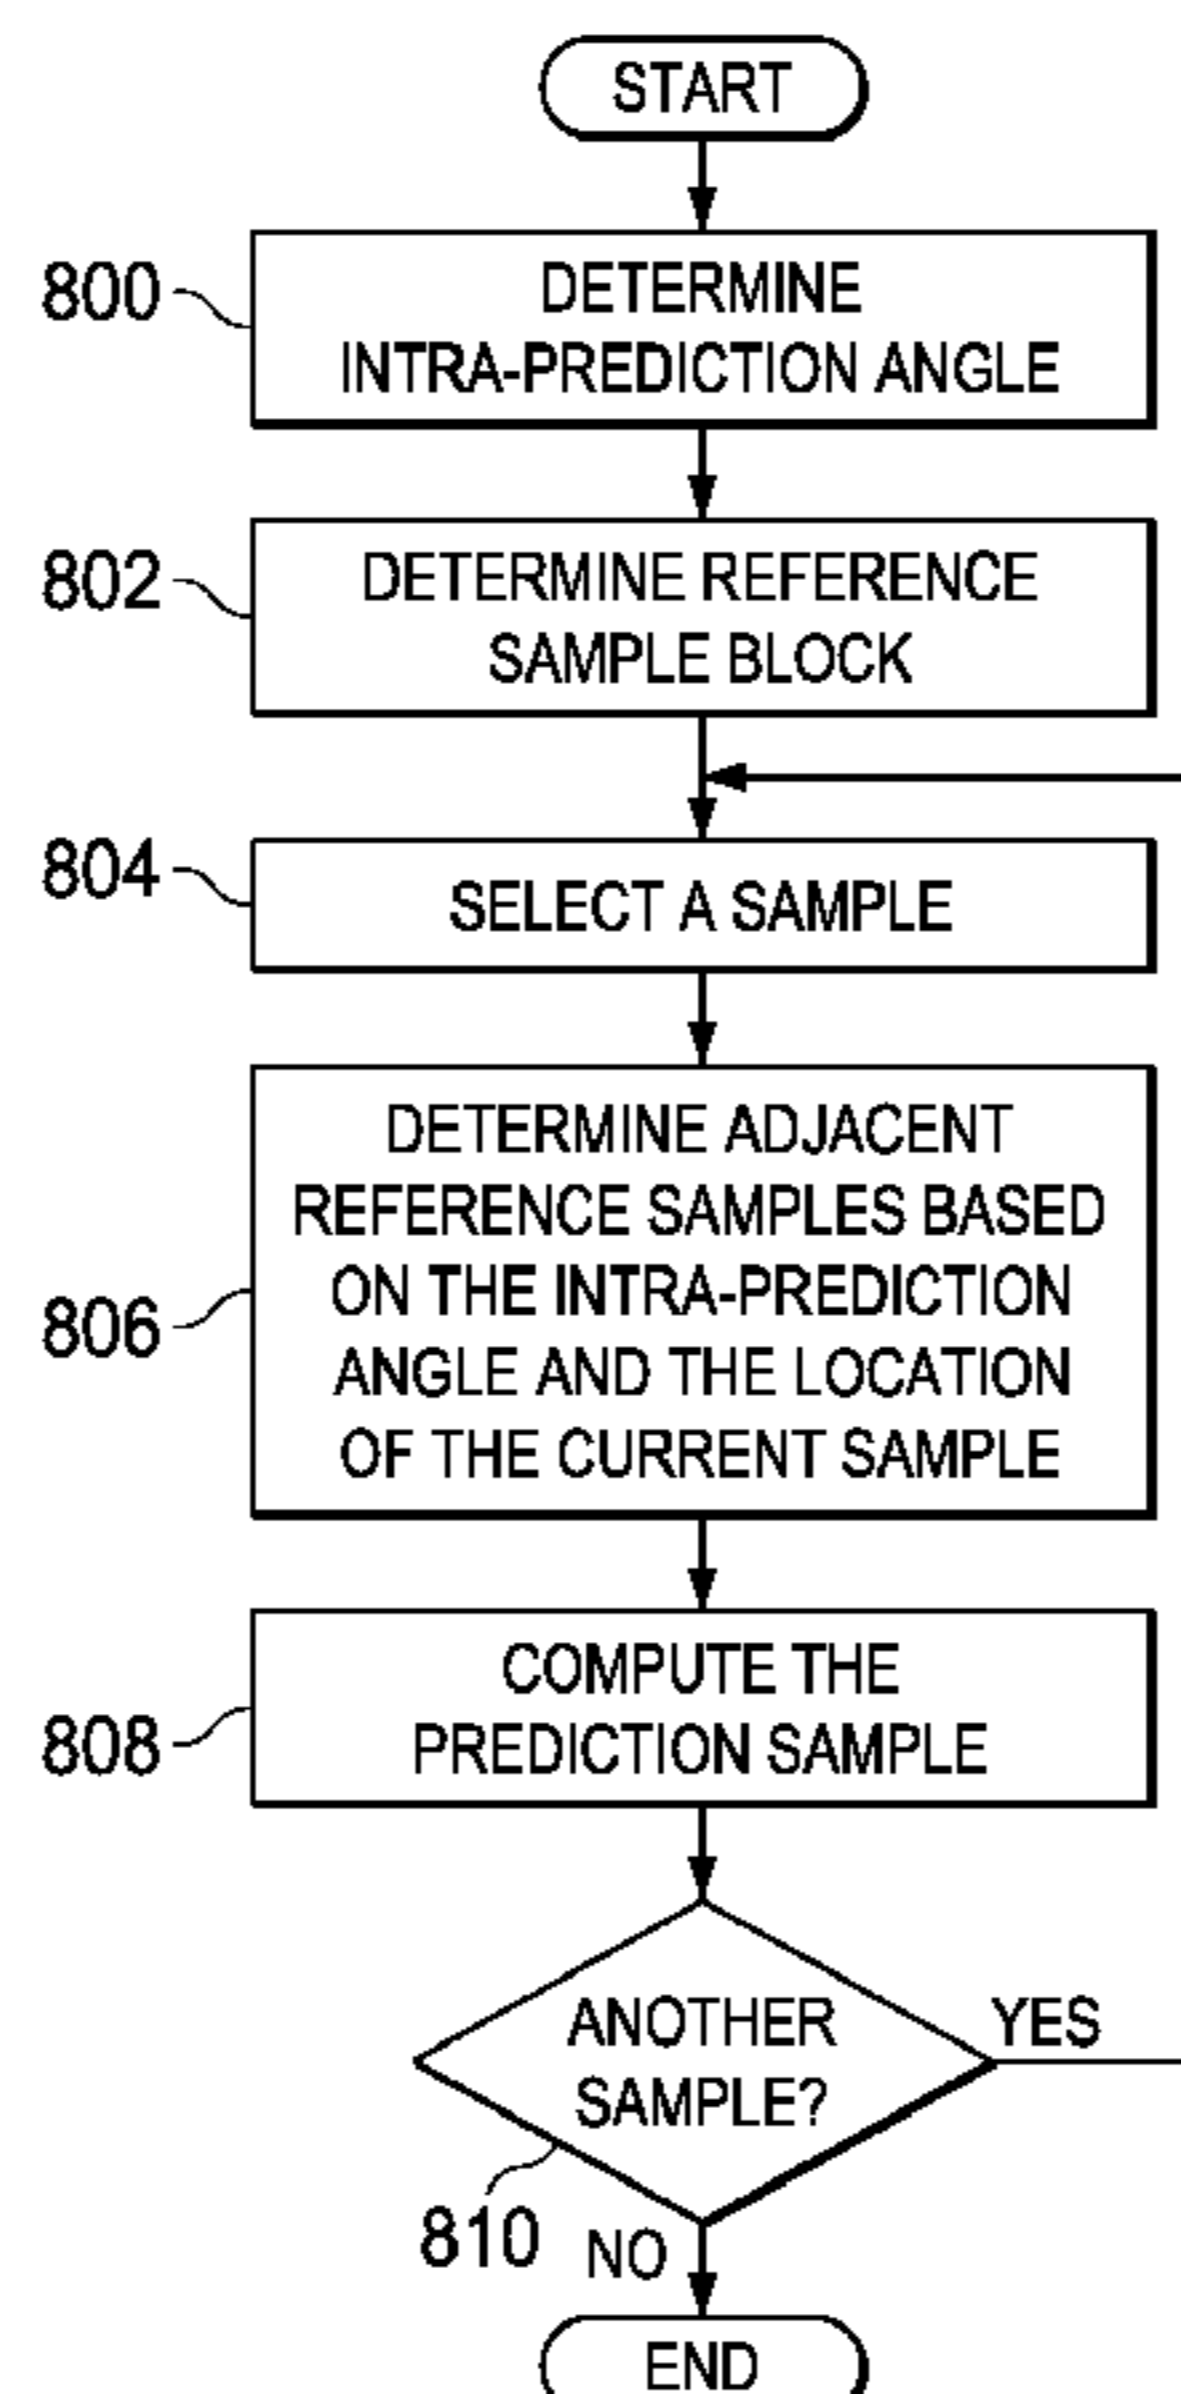 START
800
DETERMINE
INTRA-PREDICTION ANGLE
802
DETERMINE REFERENCE
SAMPLE BLOCK
804
SELECT A SAMPLE
806
DETERMINE ADJACENT
REFERENCE SAMPLES BASED
ON THE INTRA-PREDICTION
ANGLE AND THE LOCATION
OF THE CURRENT SAMPLE
808
COMPUTE THE
PREDICTION SAMPLE
ANOTHER
SAMPLE?
YES
810
NO
END